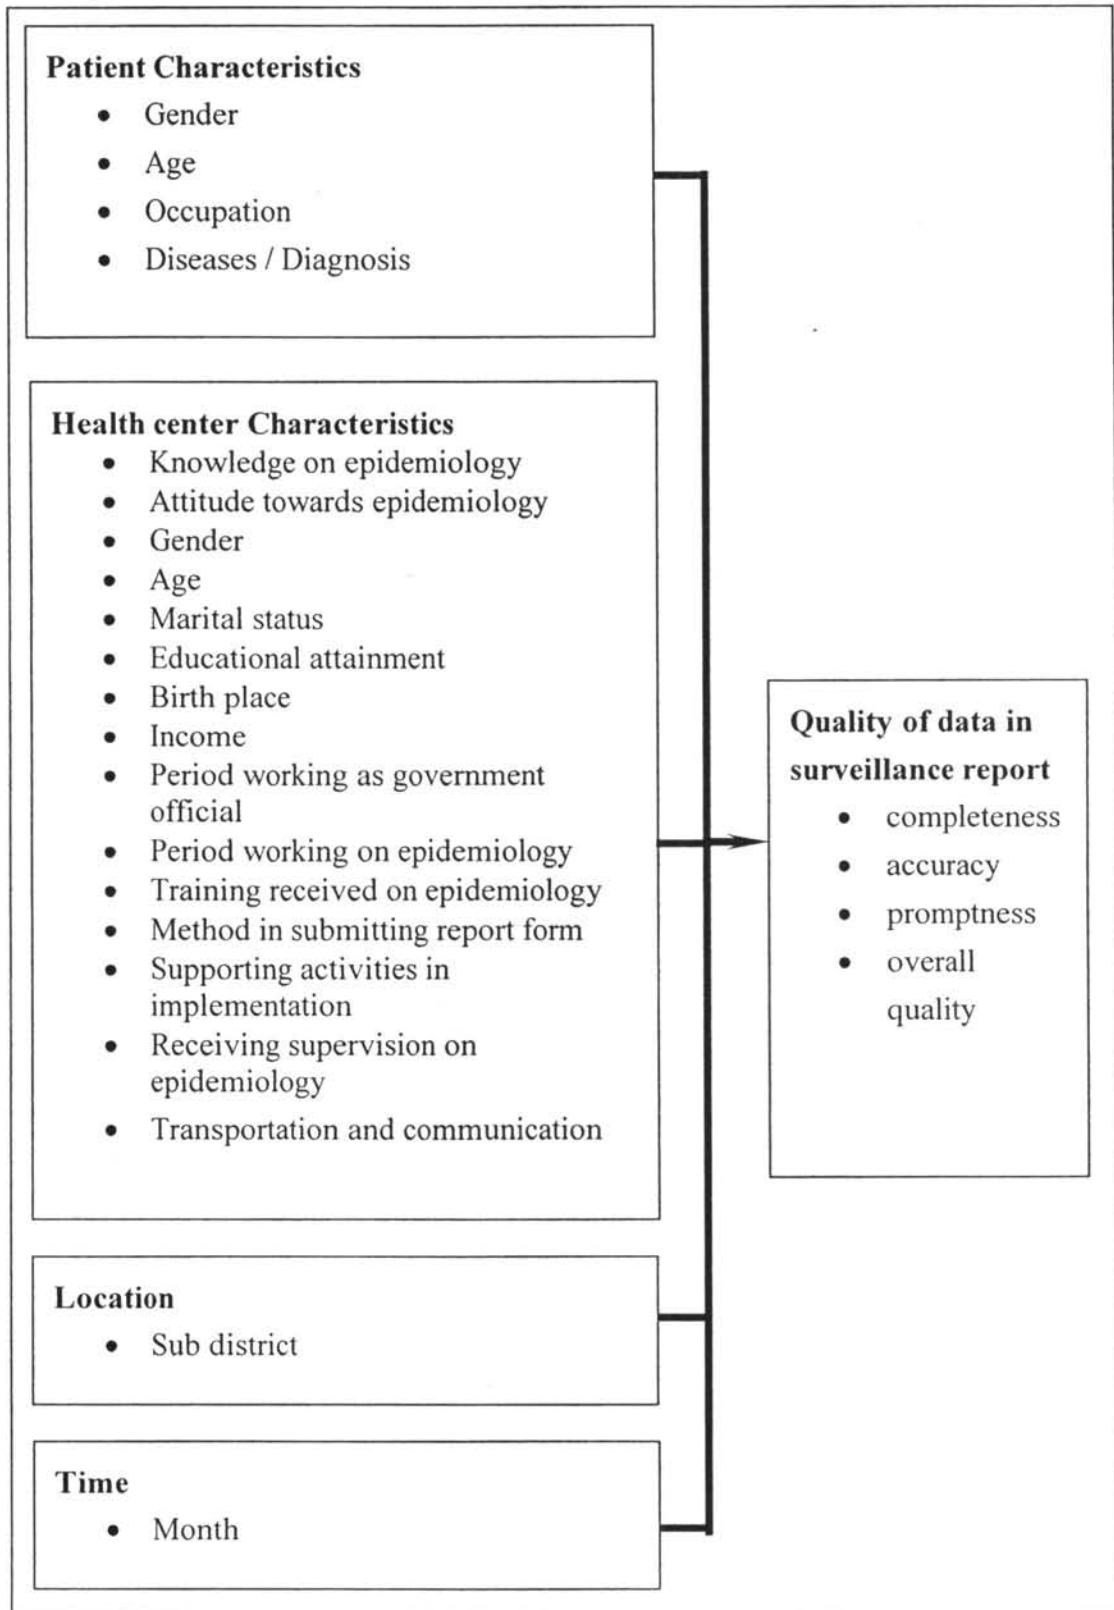 Patient Characteristics
• Gender
• Age
• Occupation
• Diseases / Diagnosis
Health center Characteristics
• Knowledge on epidemiology
• Attitude towards epidemiology
• Gender
• Age
• Marital status
• Educational attainment
• Birth place
• Income
• Period working as government
official
• Period working on epidemiology
• Training received on epidemiology
• Method in submitting report form
• Supporting activities in
implementation
• Receiving supervision on
epidemiology
• Transportation and communication
Location
• Sub district
Time
• Month
Quality of data in
surveillance report
• completeness
• accuracy
• promptness
• overall
quality